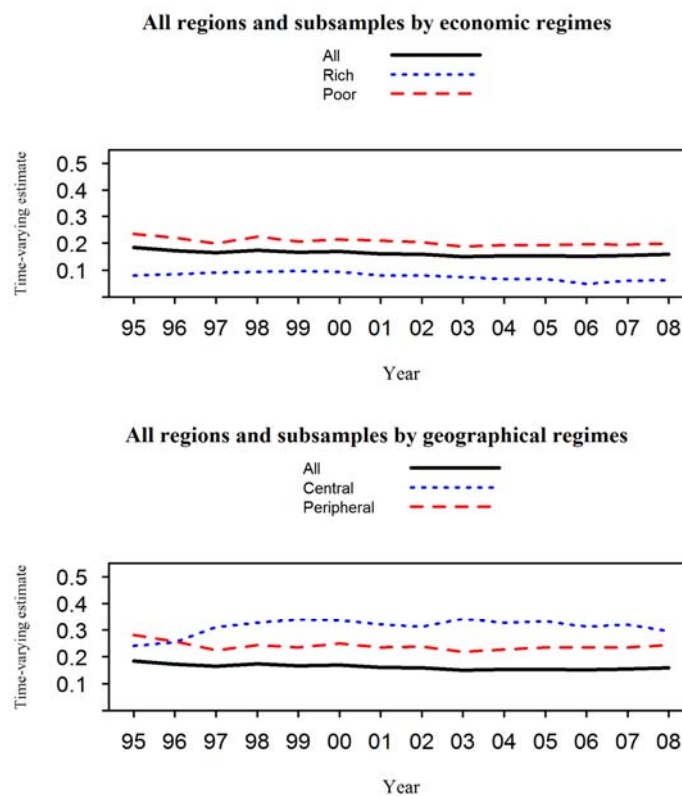 All regions and subsamples by economic regimes
All
Rich
Poor
Time-varying estimate
0.5
0.4
0.3
0.2
0.1
95 96 97 98 99 00 01 02 03 04 05 06 07 08
Year
All regions and subsamples by geographical regimes
All
Central
Peripheral
Time-varying estimate
0.5
0.4
0.3
0.2
0.1
95 96 97 98 99 00 01 02 03 04 05 06 07 08
Year